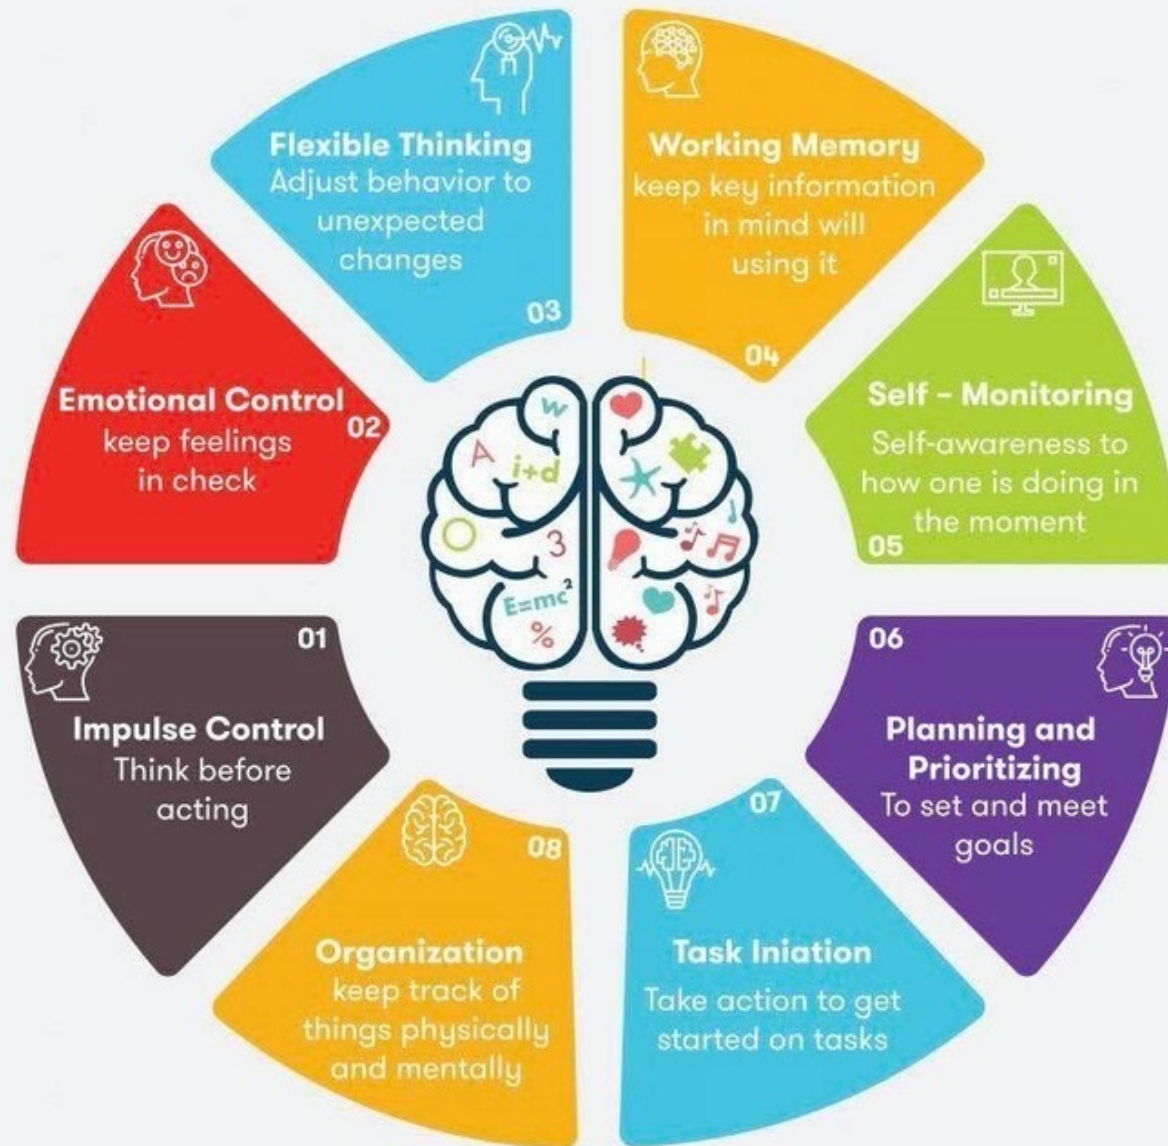 Flexible Thinking
Adjust behavior to
unexpected
changes
03
Working Memory
keep key information
in mind will
using it
04
Emotional Control
keep feelings
in check
02
Self – Monitoring
Self-awareness to
how one is doing in
the moment
05
W
A
i+d
3
E=mc²
%
01
Impulse Control
Think before
acting
06
Planning and
Prioritizing
To set and meet
goals
08
Organization
keep track of
things physically
and mentally
07
Task Iniation
Take action to get
started on tasks